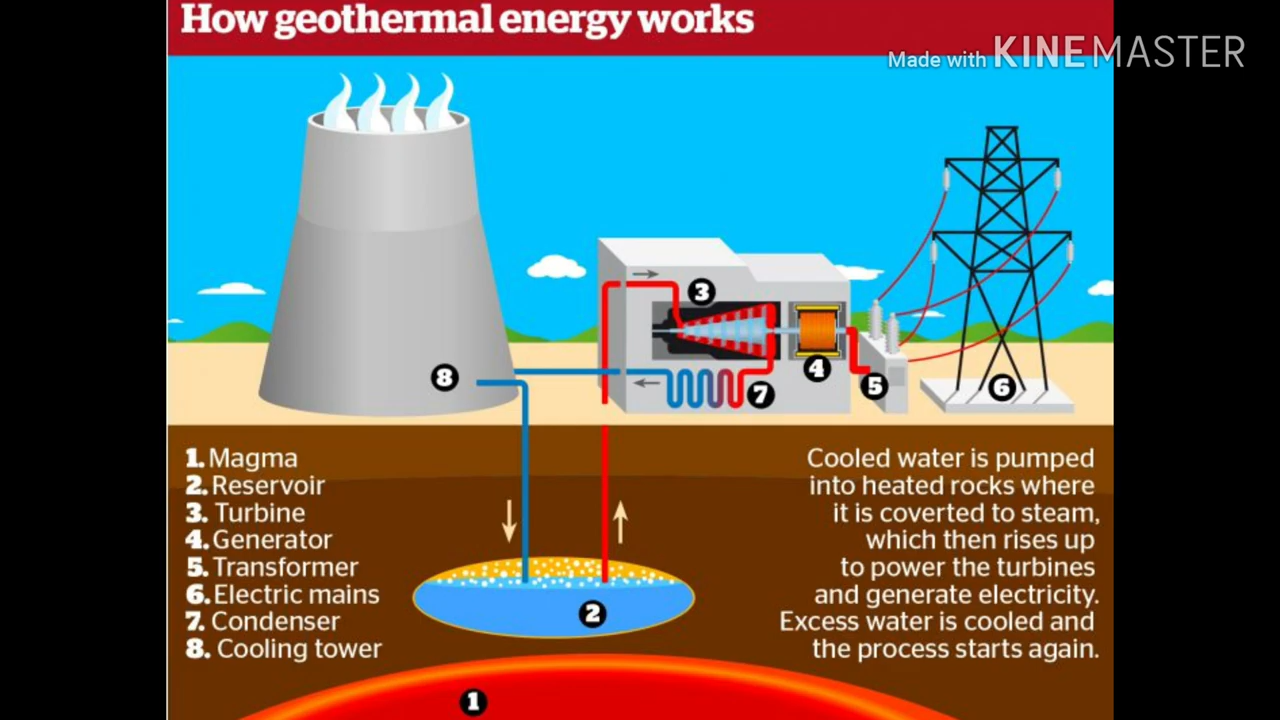 How geothermal energy works
Made with KINEMASTER
3
8
4
5
6
7
1. Magma
2. Reservoir
3. Turbine
4. Generator
5. Transformer
6. Electric mains
7. Condenser
8. Cooling tower
Cooled water is pumped
into heated rocks where
it is coverted to steam,
which then rises up
to power the turbines
and generate electricity.
Excess water is cooled and
the process starts again.
2
1